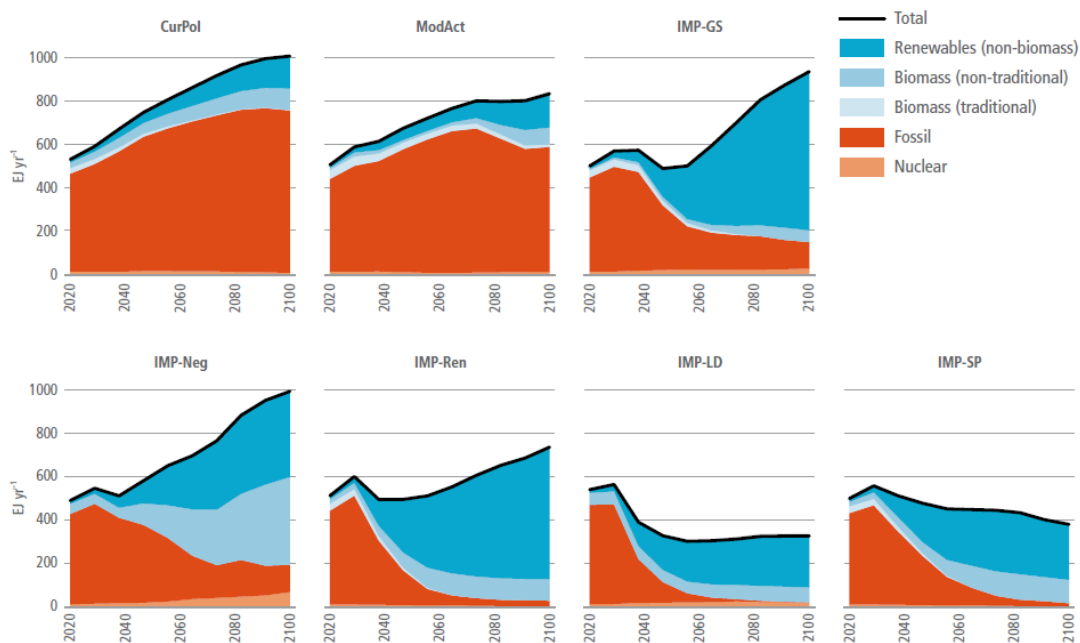 CurPol
ModAct
IMP-GS
Total
Renewables (non-biomass)
Biomass (non-traditional)
Biomass (traditional)
Fossil
Nuclear
EJ yr⁻¹
1000
800
600
400
200
0
2020 2040 2060 2080 2100
2020 2040 2060 2080 2100
2020 2040 2060 2080 2100
IMP-Neg
IMP-Ren
IMP-LD
IMP-SP
EJ yr⁻¹
1000
800
600
400
200
0
2020 2040 2060 2080 2100
2020 2040 2060 2080 2100
2020 2040 2060 2080 2100
2020 2040 2060 2080 2100